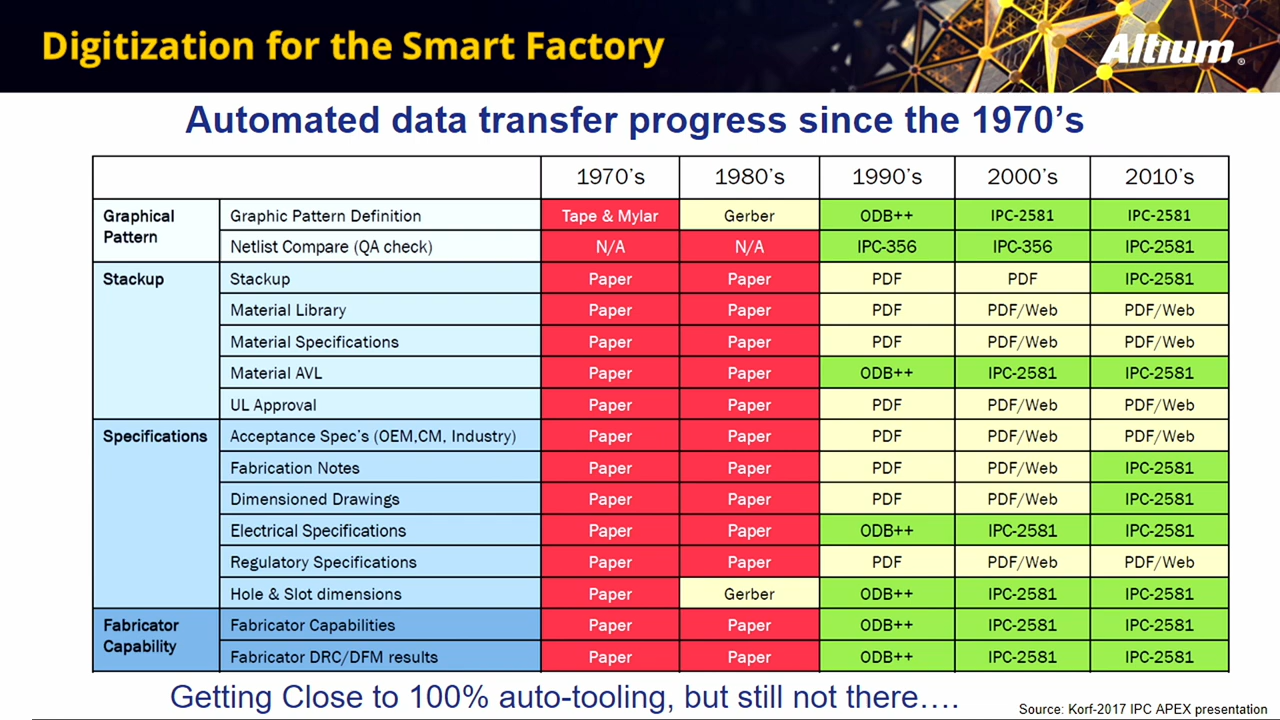 Digitization for the Smart Factory
Altium®
Automated data transfer progress since the 1970's
1970's 1980's 1990's 2000's 2010's
Graphical Pattern
Graphic Pattern Definition Tape & Mylar Gerber ODB++ IPC-2581 IPC-2581
Netlist Compare (QA check) N/A N/A IPC-356 IPC-356 IPC-2581
Stackup
Stackup Paper Paper PDF PDF IPC-2581
Material Library Paper Paper PDF PDF/Web PDF/Web
Material Specifications Paper Paper PDF PDF/Web PDF/Web
Material AVL Paper Paper ODB++ IPC-2581 IPC-2581
UL Approval Paper Paper PDF PDF/Web PDF/Web
Specifications
Acceptance Spec's (OEM,CM, Industry) Paper Paper PDF PDF/Web PDF/Web
Fabrication Notes Paper Paper PDF PDF/Web IPC-2581
Dimensioned Drawings Paper Paper PDF PDF/Web IPC-2581
Electrical Specifications Paper Paper ODB++ IPC-2581 IPC-2581
Regulatory Specifications Paper Paper PDF PDF/Web PDF/Web
Hole & Slot dimensions Paper Gerber ODB++ IPC-2581 IPC-2581
Fabricator Capability
Fabricator Capabilities Paper Paper ODB++ IPC-2581 IPC-2581
Fabricator DRC/DFM results Paper Paper ODB++ IPC-2581 IPC-2581
Getting Close to 100% auto-tooling, but still not there….
Source: Korf-2017 IPC APEX presentation